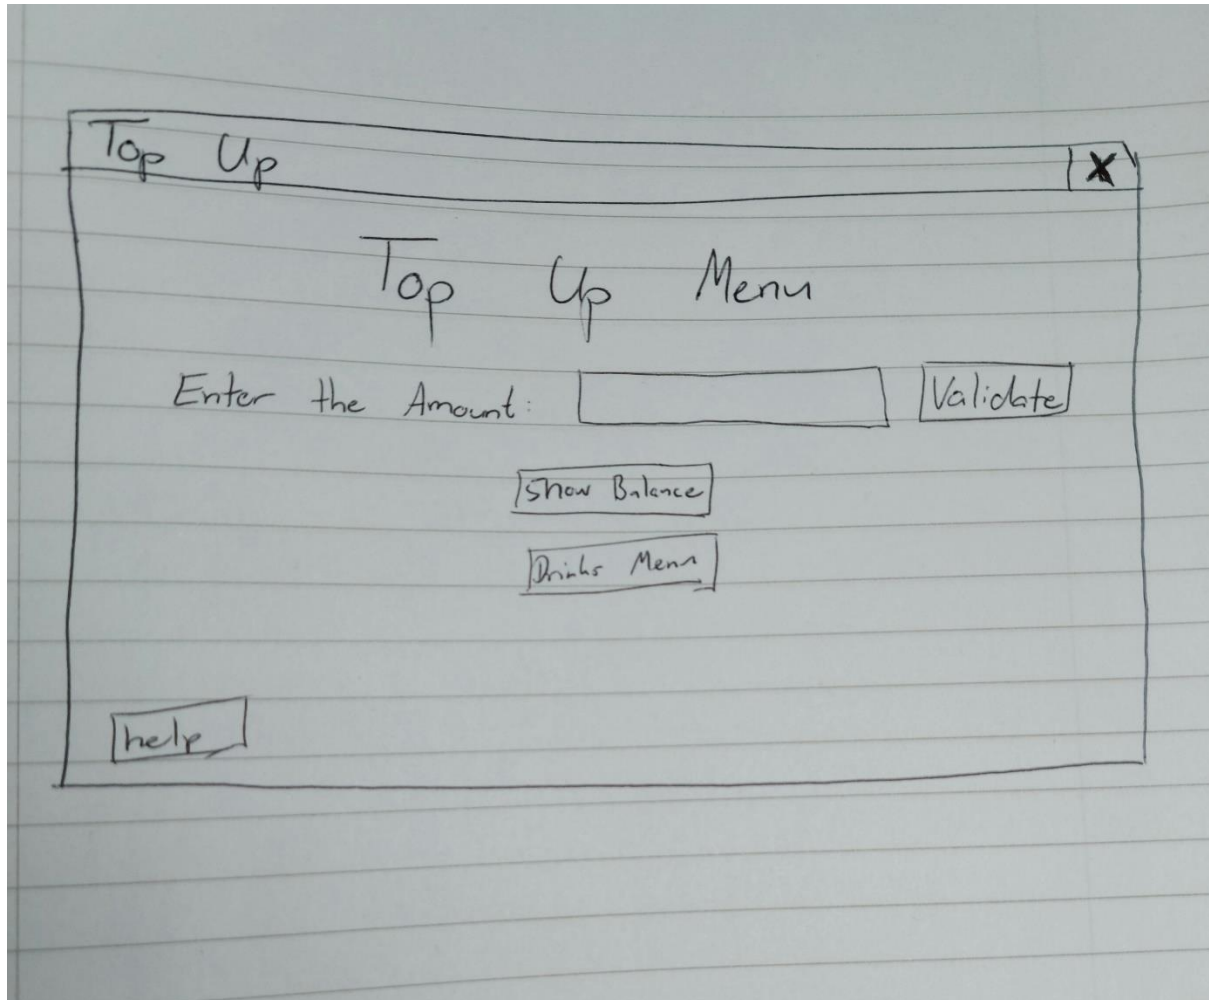 Top Up X
Top Up Menu
Enter the Amount: Validate
Show Balance
Drinks Menu
help